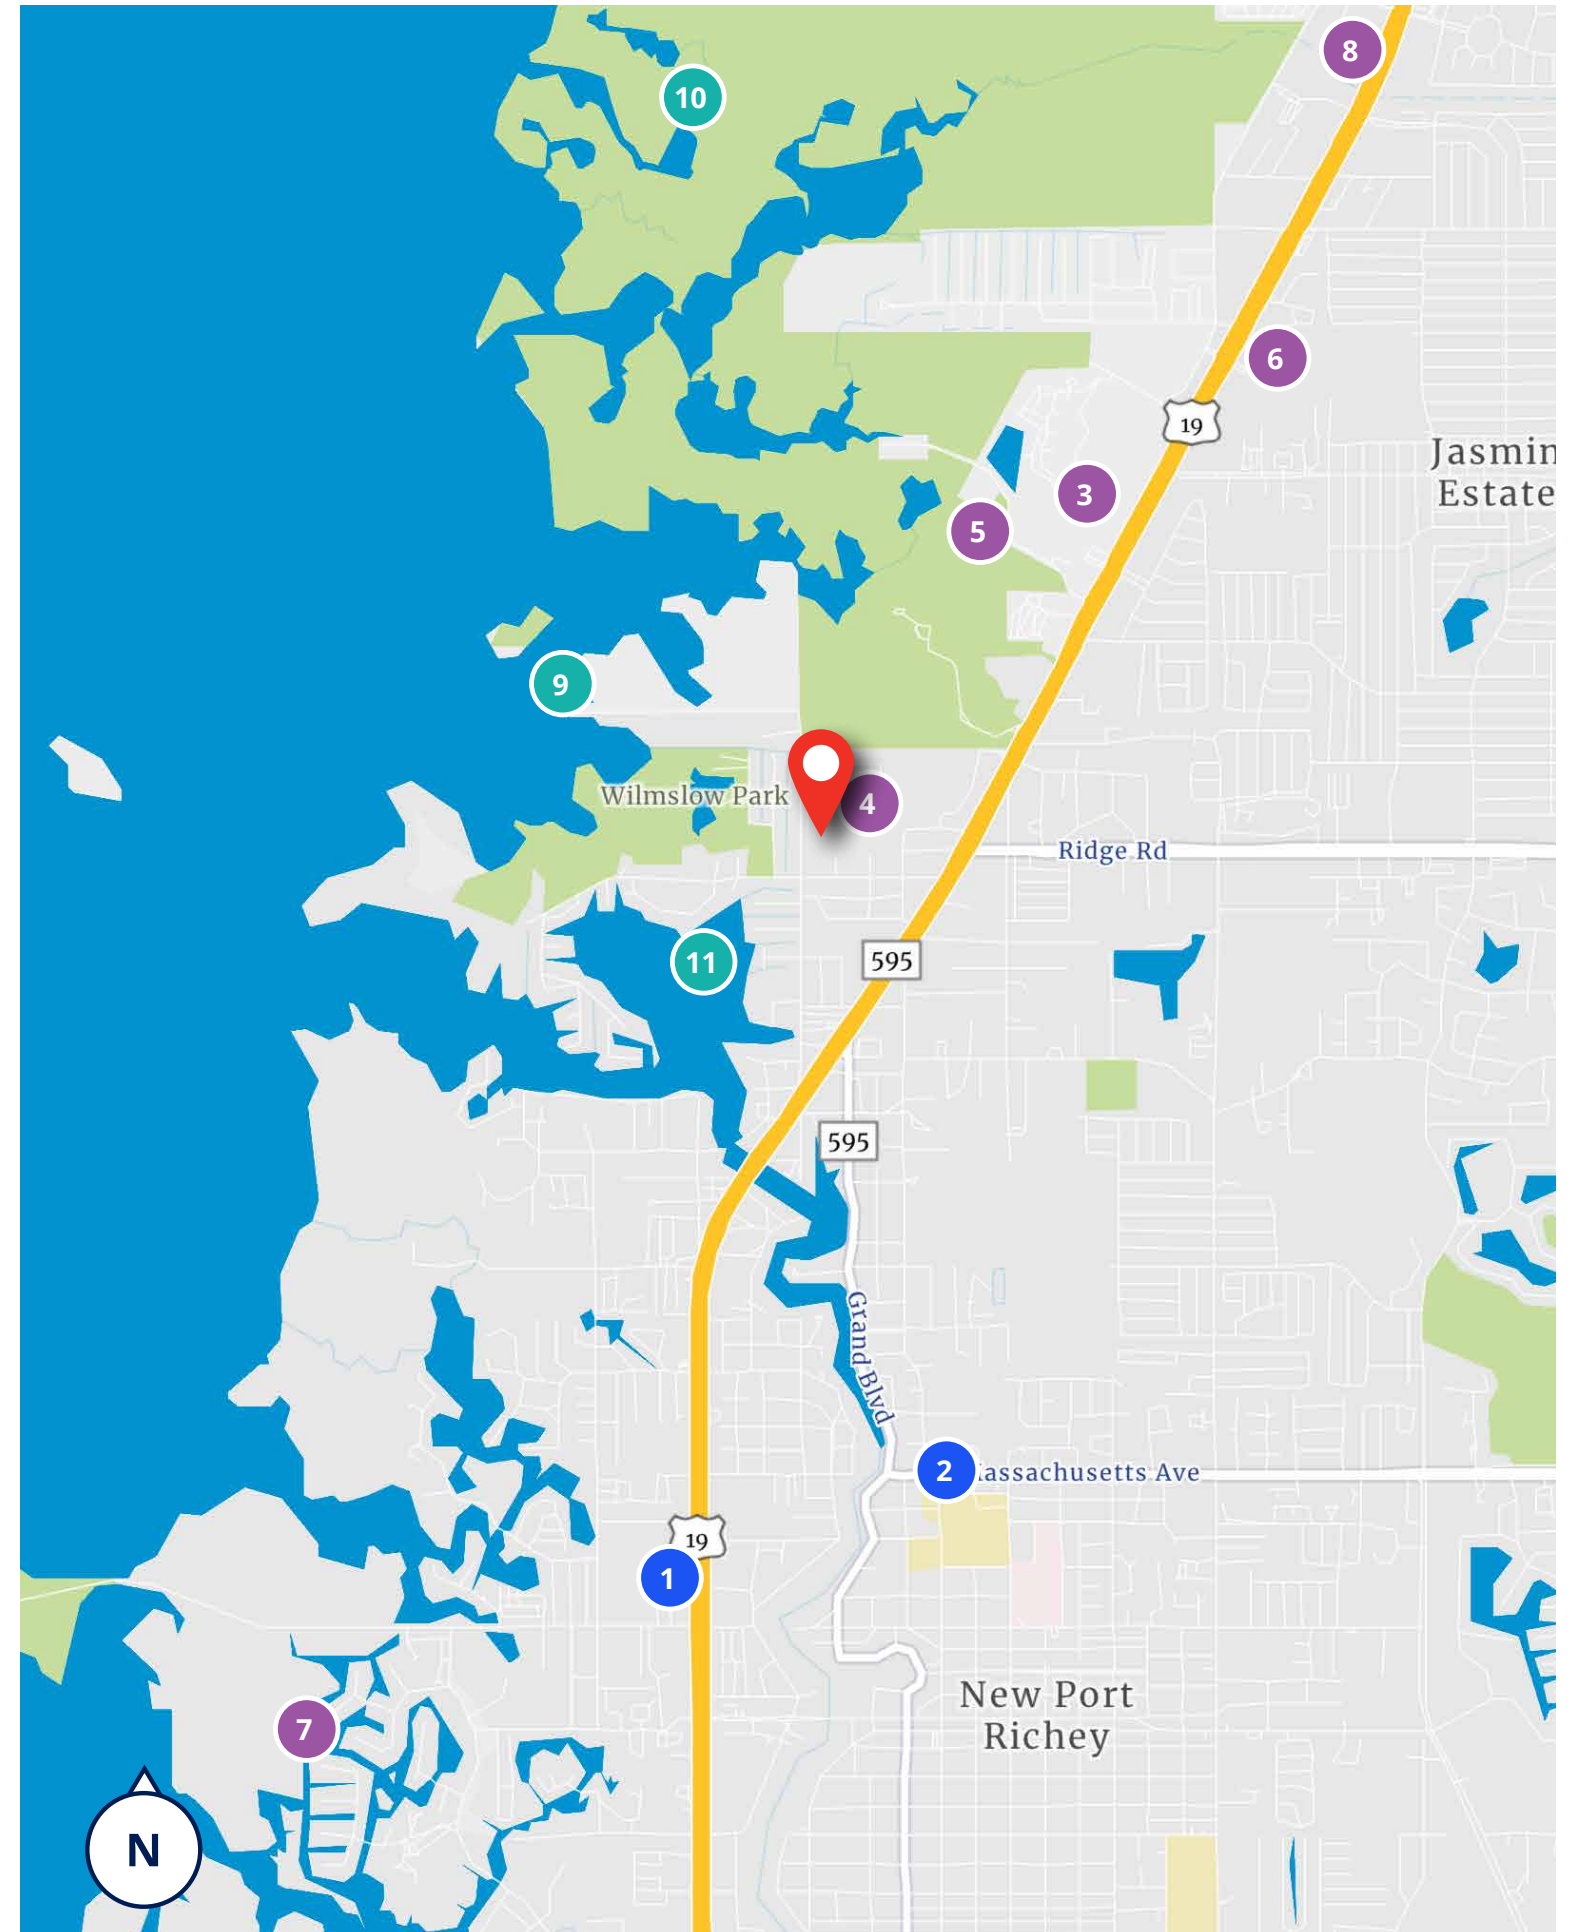 8
10
6
19
Jasmin
Estate
3
5
9
Wilmslow Park
4
Ridge Rd
11
595
595
Grand Blvd
2
assachusetts Ave
19
1
New Port
Richey
7
N